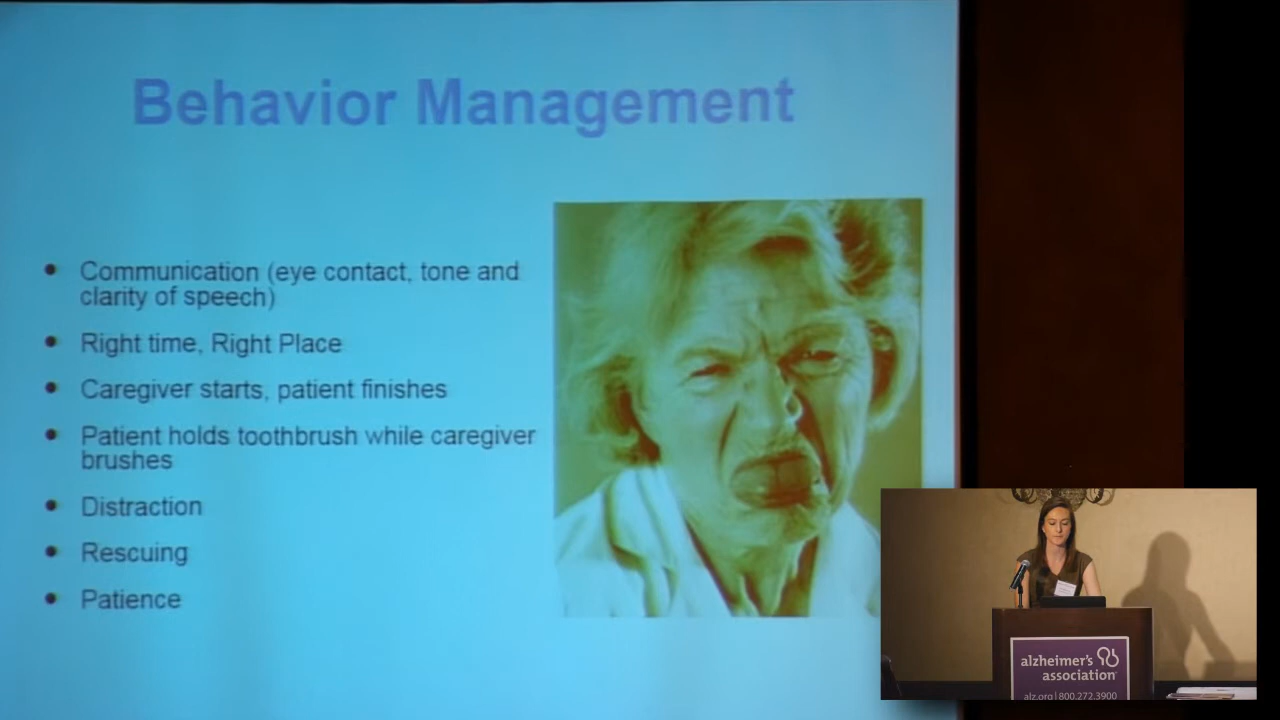 Behavior Management
• Communication (eye contact, tone and
clarity of speech)
• Right time, Right Place
• Caregiver starts, patient finishes
• Patient holds toothbrush while caregiver
brushes
• Distraction
• Rescuing
• Patience
alzheimer's
association
alz.org | 800.272.3900